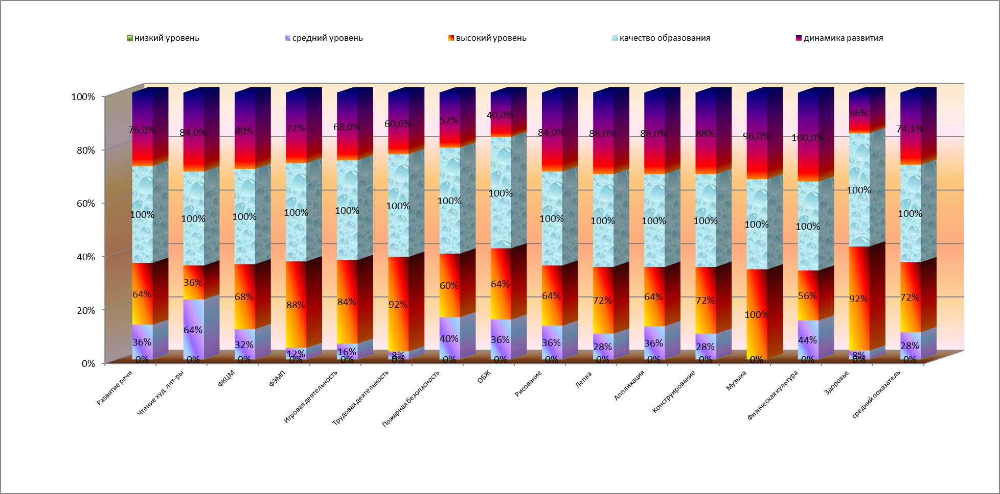 низкий уровень средний уровень высокий уровень качество образования динамика развития
100%
80%
60%
40%
20%
0%
76,0% 84,0% 80% 72% 68,0% 60,0% 52% 40,0% 84,0% 88,0% 88,0% 88% 96,0% 100,0% 36% 74,1%
100% 100% 100% 100% 100% 100% 100% 100% 100% 100% 100% 100% 100% 100% 100% 100%
64% 36% 68% 88% 84% 92% 60% 64% 64% 72% 64% 72% 100% 56% 92% 72%
36% 64% 32% 12% 16% 8% 40% 36% 36% 28% 36% 28% 44% 8% 28%
0% 0% 0% 0% 0% 0% 0% 0% 0% 0% 0% 0% 0% 0% 0% 0%
Развитие речи
Чтение худ. лит-ры
ФКЦМ
ФЭМП
Игровая деятельность
Трудовая деятельность
Пожарная безопасность
ОБЖ
Рисование
Лепка
Аппликация
Конструирование
Музыка
Физическая культура
Здоровье
средний показатель